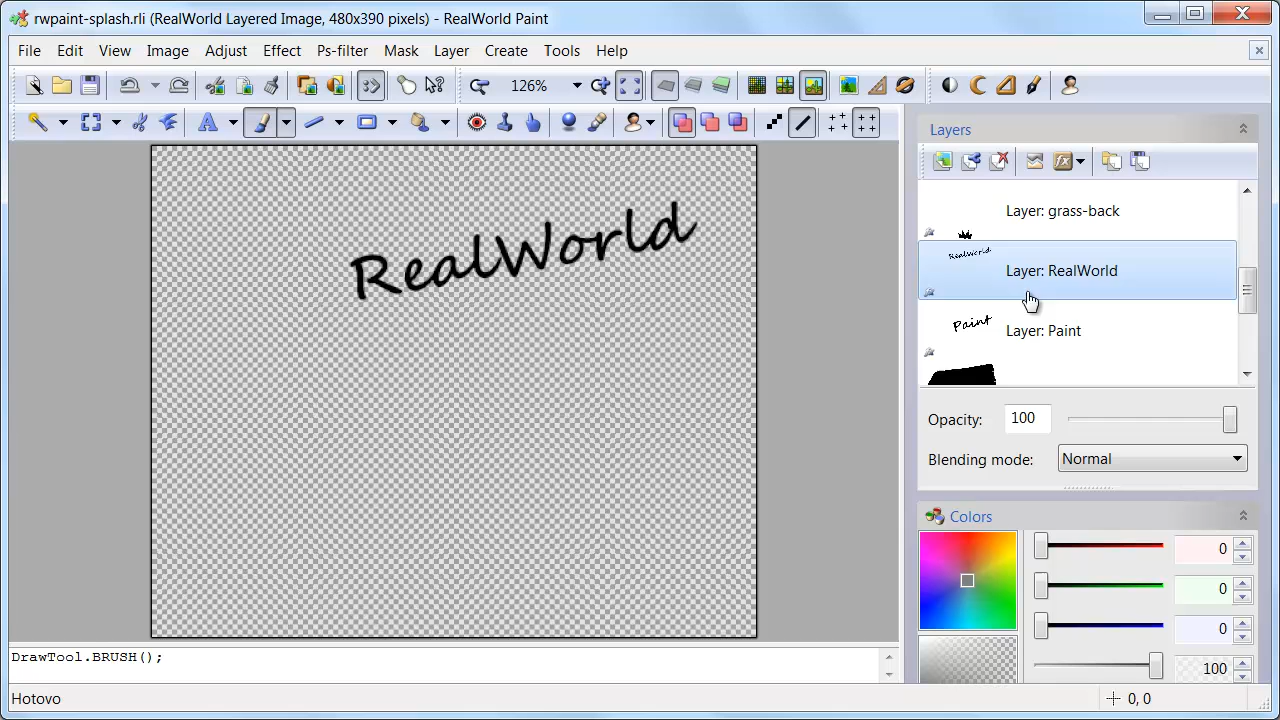 rwpaint-splash.rli (RealWorld Layered Image, 480x390 pixels) - RealWorld Paint
File Edit View Image Adjust Effect Ps-filter Mask Layer Create Tools Help
126%
Layers
Layer: grass-back
RealWorld
Layer: RealWorld
Paint
Layer: Paint
RealWorld
Opacity: 100
Blending mode: Normal
Colors
0
0
0
100
DrawTool.BRUSH();
Hotovo
0, 0